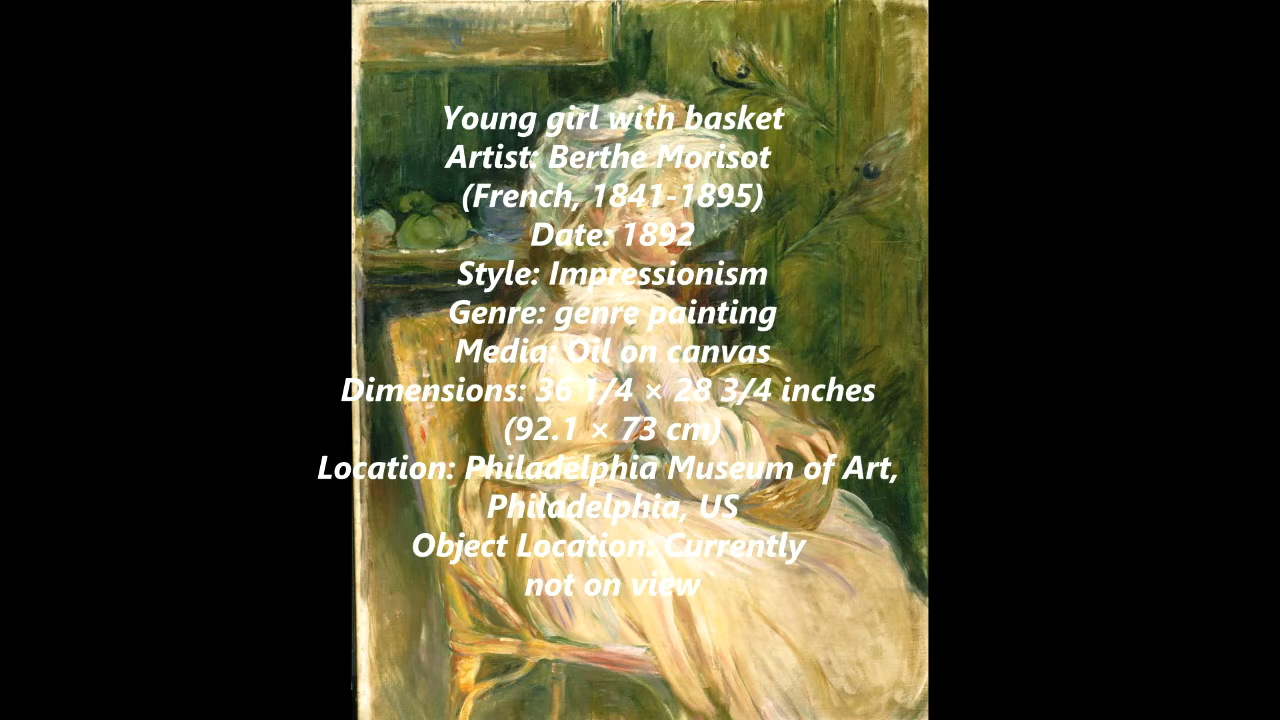 Young girl with basket
Artist: Berthe Morisot
(French, 1841-1895)
Date: 1892
Style: Impressionism
Genre: genre painting
Media: Oil on canvas
Dimensions: 36 1/4 × 28 3/4 inches
(92.1 × 73 cm)
Location: Philadelphia Museum of Art,
Philadelphia, US
Object Location: Currently
not on view